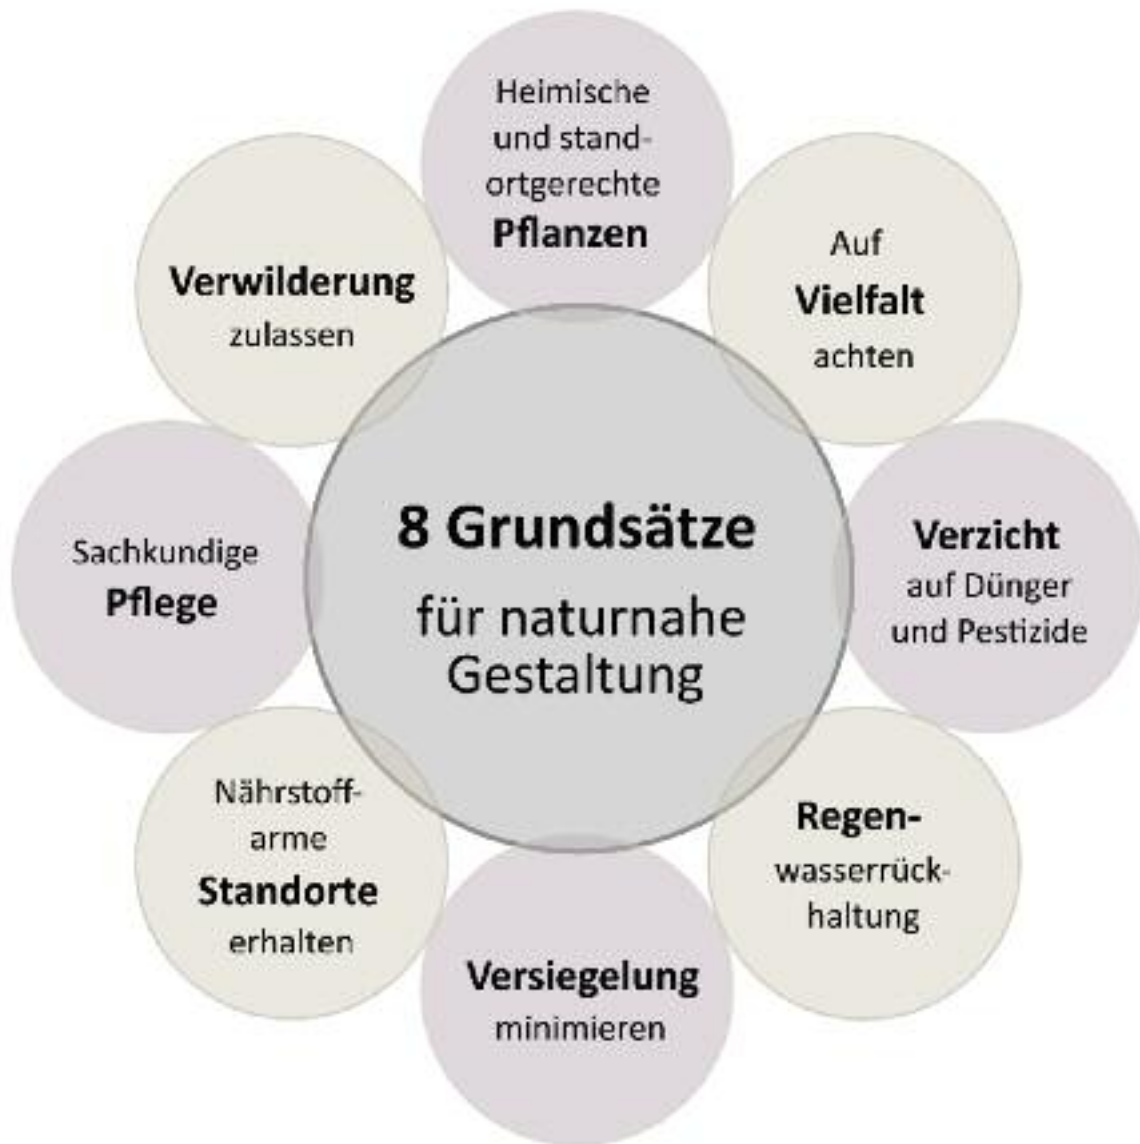 8 Grundsätze
für naturnahe
Gestaltung
Heimische
und stand-
ortgerechte
Pflanzen
Auf
Vielfalt
achten
Verzicht
auf Dünger
und Pestizide
Regen-
wasserrück-
haltung
Versiegelung
minimieren
Nährstoff-
arme
Standorte
erhalten
Sachkundige
Pflege
Verwilderung
zulassen